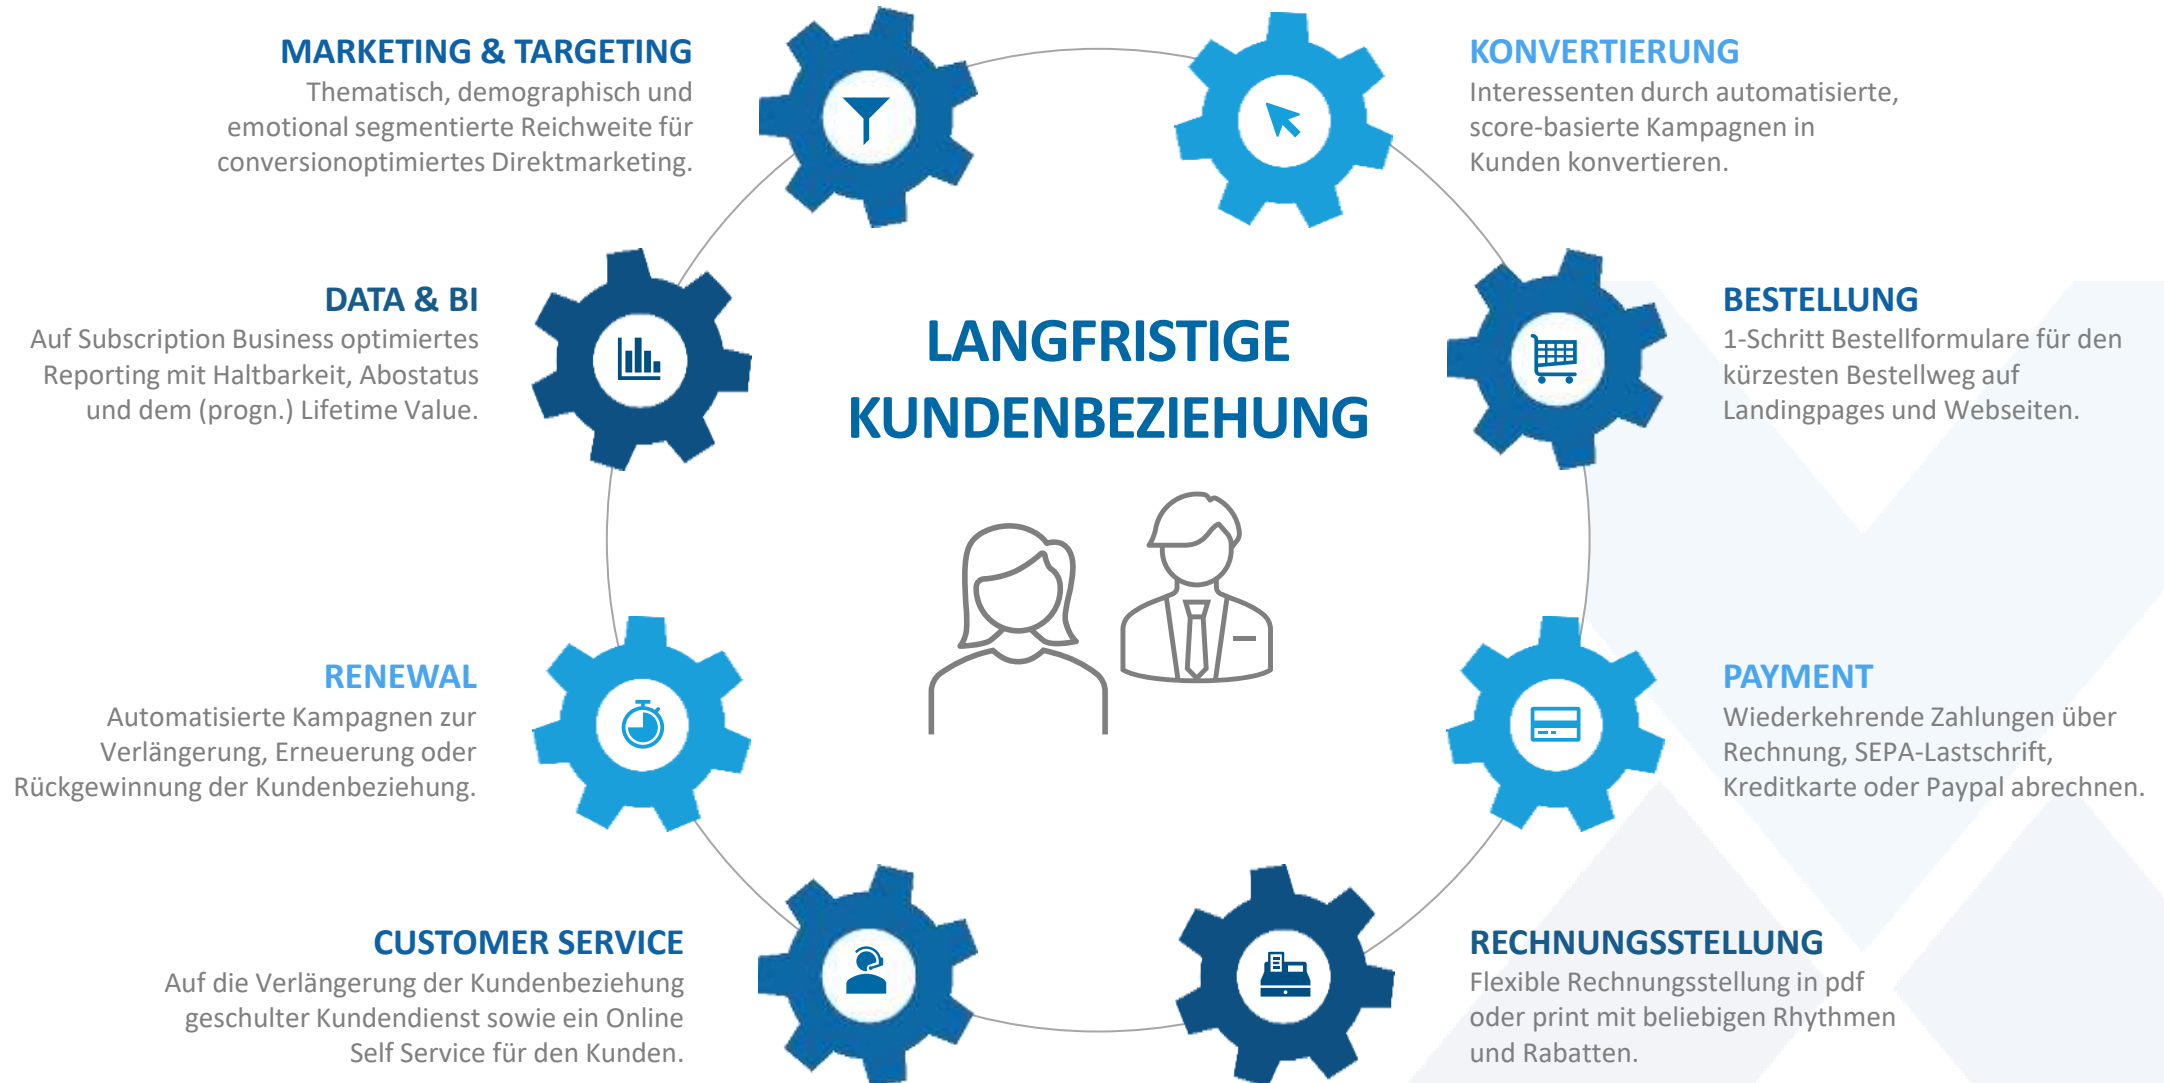 MARKETING & TARGETING
Thematisch, demographisch und
emotional segmentierte Reichweite für
conversionoptimiertes Direktmarketing.
KONVERTIERUNG
Interessenten durch automatisierte,
score-basierte Kampagnen in
Kunden konvertieren.
DATA & BI
Auf Subscription Business optimiertes
Reporting mit Haltbarkeit, Abostatus
und dem (progn.) Lifetime Value.
LANGFRISTIGE
KUNDENBEZIEHUNG
BESTELLUNG
1-Schritt Bestellformulare für den
kürzesten Bestellweg auf
Landingpages und Webseiten.
RENEWAL
Automatisierte Kampagnen zur
Verlängerung, Erneuerung oder
Rückgewinnung der Kundenbeziehung.
PAYMENT
Wiederkehrende Zahlungen über
Rechnung, SEPA-Lastschrift,
Kreditkarte oder Paypal abrechnen.
CUSTOMER SERVICE
Auf die Verlängerung der Kundenbeziehung
geschulter Kundendienst sowie ein Online
Self Service für den Kunden.
RECHNUNGSSTELLUNG
Flexible Rechnungsstellung in pdf
oder print mit beliebigen Rhythmen
und Rabatten.